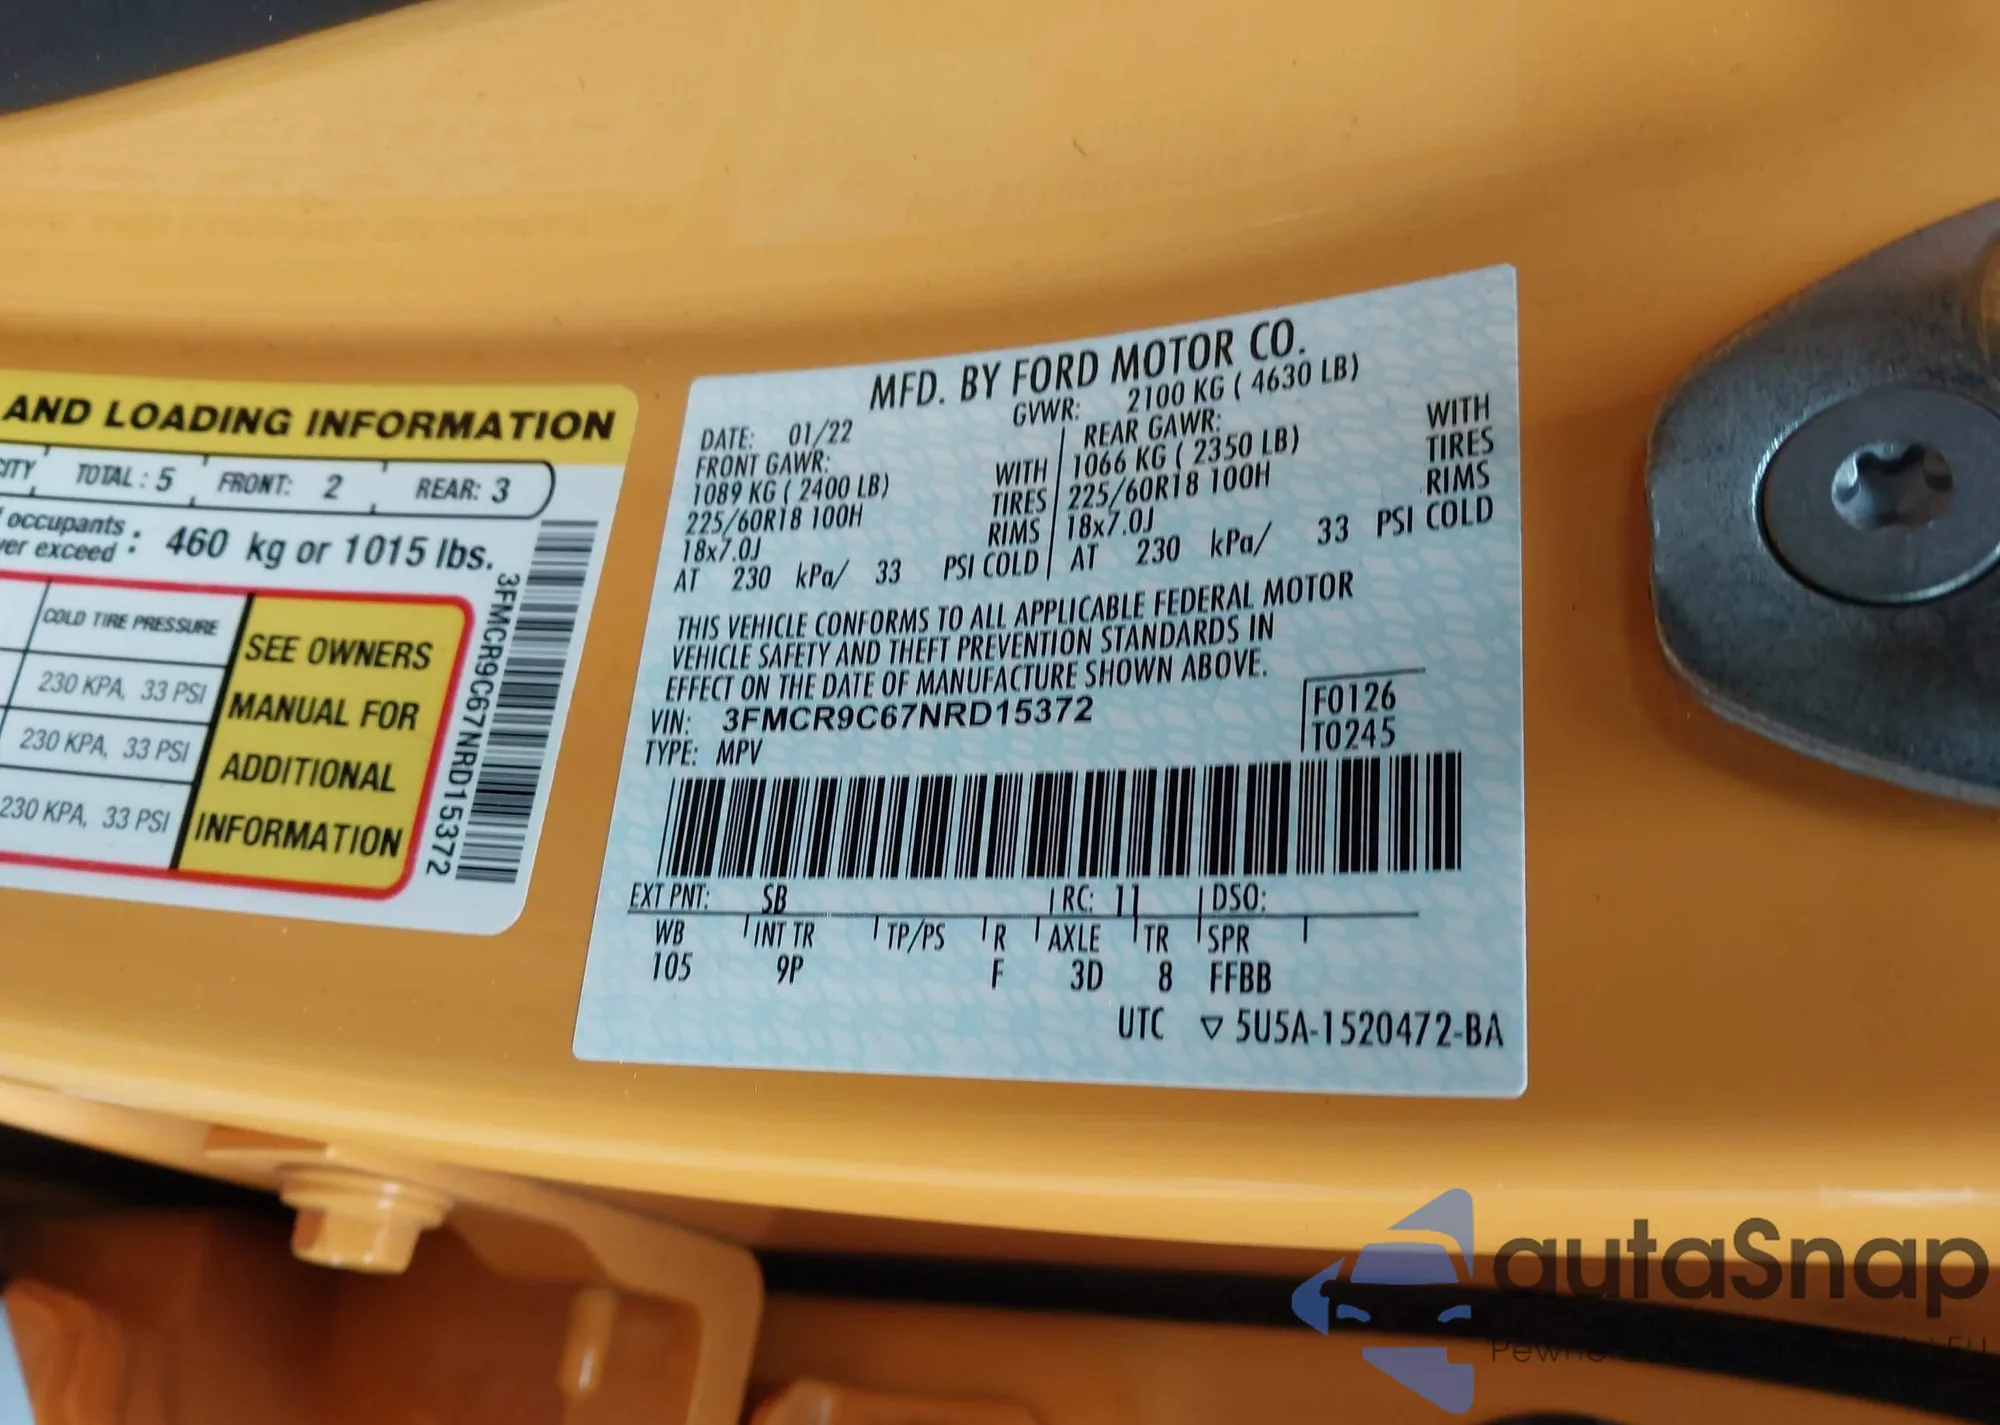 AND LOADING INFORMATION
CITY TOTAL : 5 FRONT: 2 REAR: 3
occupants :
exceed : 460 kg or 1015 lbs.
COLD TIRE PRESSURE
230 KPA, 33 PSI
230 KPA, 33 PSI
230 KPA, 33 PSI
SEE OWNERS
MANUAL FOR
ADDITIONAL
INFORMATION
3FMCR9C67NRD15372
MFD. BY FORD MOTOR CO.
DATE: 01/22 GVWR: 2100 KG ( 4630 LB)
FRONT GAWR:
1089 KG ( 2400 LB) WITH
225/60R18 100H TIRES
18x7.0J RIMS
AT 230 kPa/ 33 PSI COLD
REAR GAWR: WITH
1066 KG ( 2350 LB) TIRES
225/60R18 100H RIMS
18x7.0J
AT 230 kPa/ 33 PSI COLD
THIS VEHICLE CONFORMS TO ALL APPLICABLE FEDERAL MOTOR
VEHICLE SAFETY AND THEFT PREVENTION STANDARDS IN
EFFECT ON THE DATE OF MANUFACTURE SHOWN ABOVE.
VIN: 3FMCR9C67NRD15372 F0126
TYPE: MPV T0245
EXT PNT: SB RC: 11 DSO:
WB INT TR TP/PS R AXLE TR SPR
105 9P F 3D 8 FFBB
UTC ▽ 5U5A-1520472-BA
autaSnap